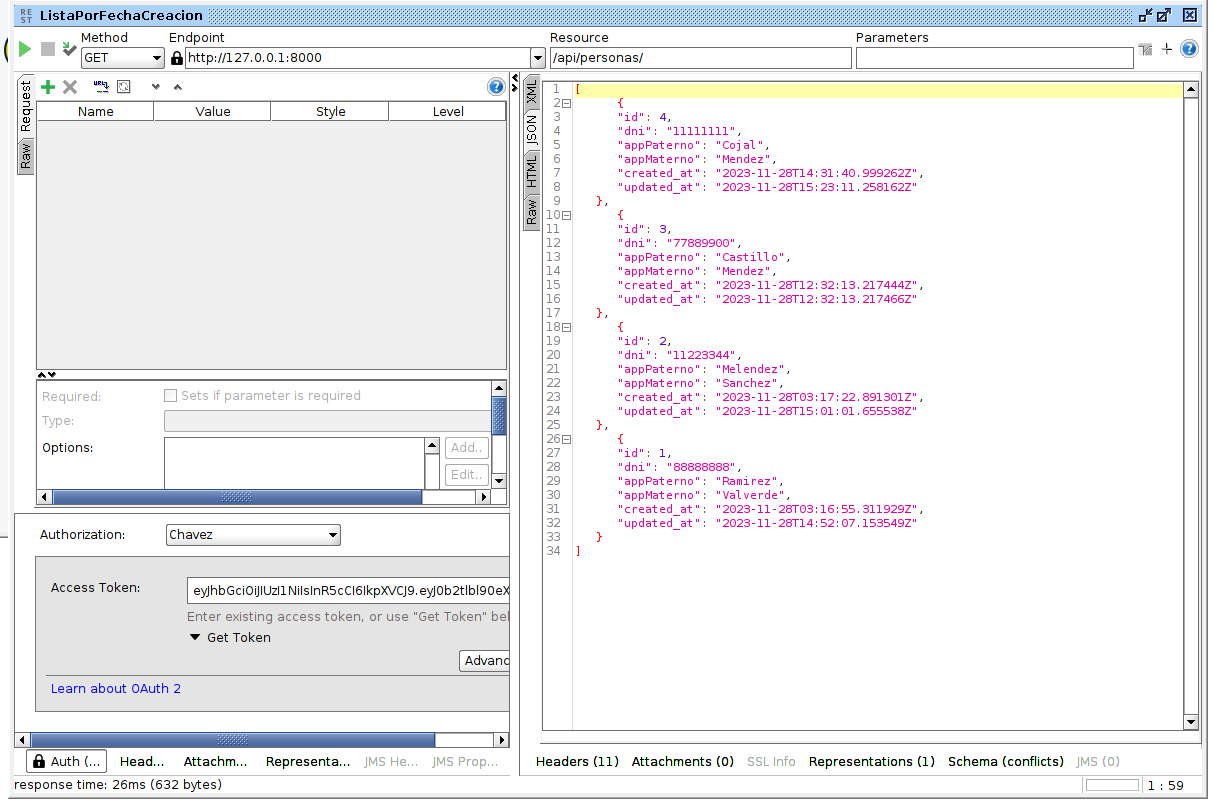 RE
ST
ListaPorFechaCreacion
Method
Endpoint
Resource
Parameters
GET
http://127.0.0.1:8000
/api/personas/
Request
Raw
Name Value Style Level
Required: Sets if parameter is required
Type:
Options:
Add..
Edit..
Authorization: Chavez
Access Token:
Enter existing access token, or use "Get Token" bel
Get Token
Advanc
Learn about OAuth 2
Auth (... Head... Attachm... Representa... JMS He... JMS Prop...
response time: 26ms (632 bytes)
XML
JSON
HTML
Raw
1 [
2 {
3 "id": 4,
4 "dni": "11111111",
5 "appPaterno": "Cojal",
6 "appMaterno": "Mendez",
7 "created_at": "2023-11-28T14:31:40.999262Z",
8 "updated_at": "2023-11-28T15:23:11.258162Z"
9 },
10 {
11 "id": 3,
12 "dni": "77889900",
13 "appPaterno": "Castillo",
14 "appMaterno": "Mendez",
15 "created_at": "2023-11-28T12:32:13.217444Z",
16 "updated_at": "2023-11-28T12:32:13.217466Z"
17 },
18 {
19 "id": 2,
20 "dni": "11223344",
21 "appPaterno": "Melendez",
22 "appMaterno": "Sanchez",
23 "created_at": "2023-11-28T03:17:22.891301Z",
24 "updated_at": "2023-11-28T15:01:01.655538Z"
25 },
26 {
27 "id": 1,
28 "dni": "88888888",
29 "appPaterno": "Ramirez",
30 "appMaterno": "Valverde",
31 "created_at": "2023-11-28T03:16:55.311929Z",
32 "updated_at": "2023-11-28T14:52:07.153549Z"
33 }
34 ]
Headers (11) Attachments (0) SSL Info Representations (1) Schema (conflicts) JMS (0)
1 : 59